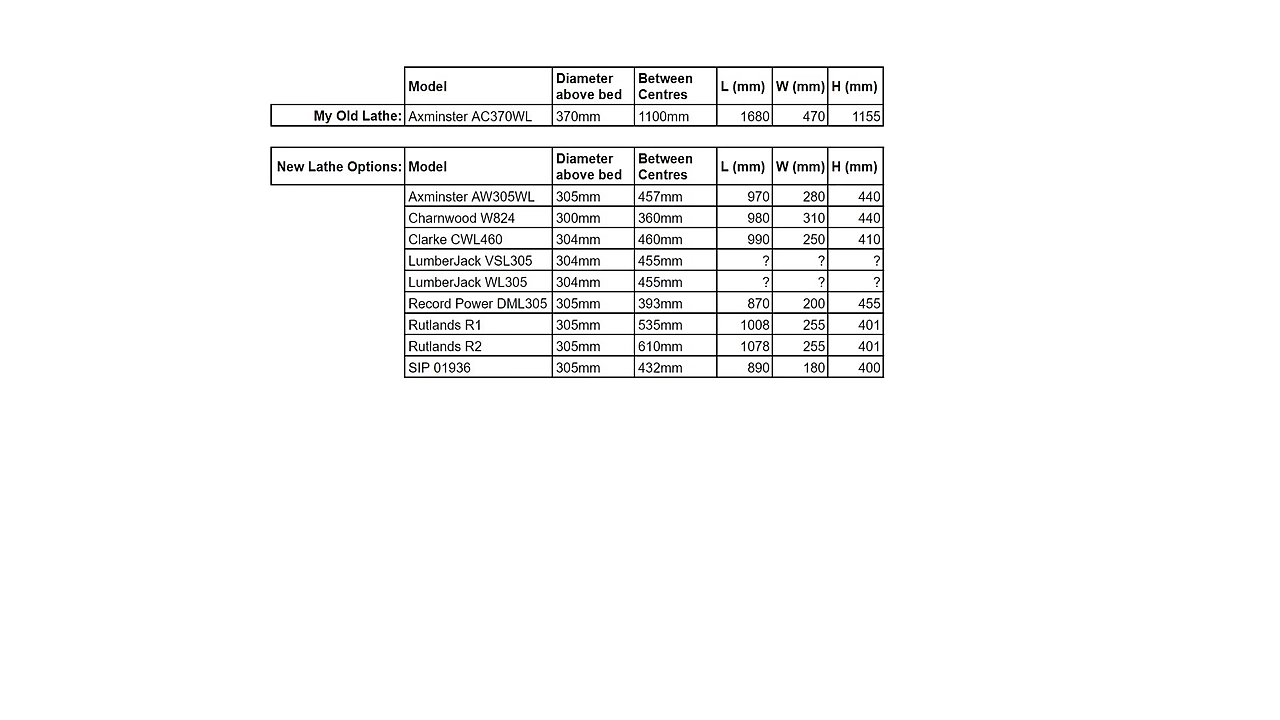 Model Diameter above bed Between Centres L (mm) W (mm) H (mm)
My Old Lathe: Axminster AC370WL 370mm 1100mm 1680 470 1155
New Lathe Options: Model Diameter above bed Between Centres L (mm) W (mm) H (mm)
Axminster AW305WL 305mm 457mm 970 280 440
Charnwood W824 300mm 360mm 980 310 440
Clarke CWL460 304mm 460mm 990 250 410
LumberJack VSL305 304mm 455mm ? ? ?
LumberJack WL305 304mm 455mm ? ? ?
Record Power DML305 305mm 393mm 870 200 455
Rutlands R1 305mm 535mm 1008 255 401
Rutlands R2 305mm 610mm 1078 255 401
SIP 01936 305mm 432mm 890 180 400